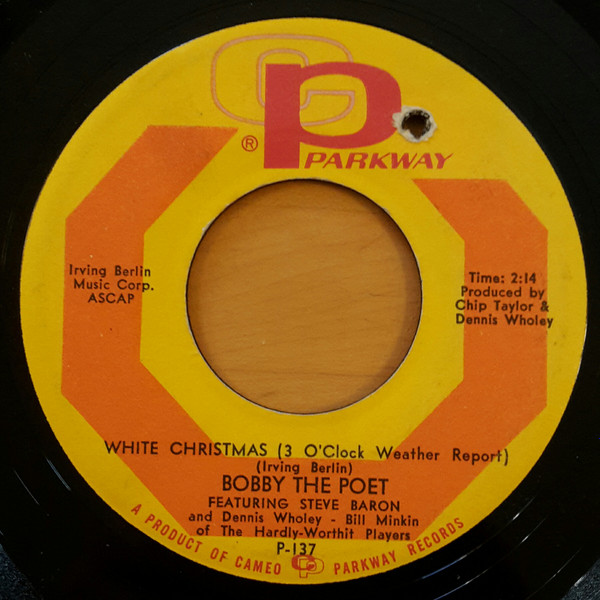 CP
®
PARKWAY
Irving Berlin
Music Corp.
ASCAP
Time: 2:14
Produced by
Chip Taylor &
Dennis Wholey
WHITE CHRISTMAS (3 O'Clock Weather Report)
(Irving Berlin)
BOBBY THE POET
FEATURING STEVE BARON
and Dennis Wholey - Bill Minkin
of The Hardly-Worthit Players
P-137
A PRODUCT OF CAMEO CP PARKWAY RECORDS